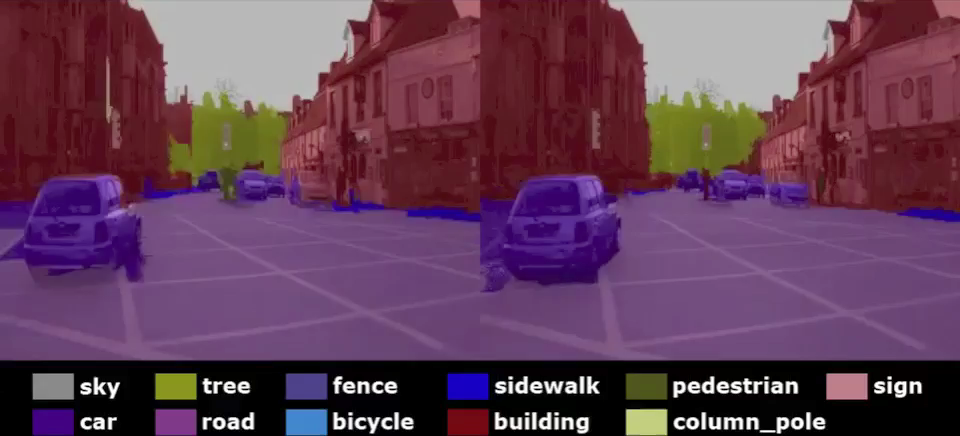 sky tree fence sidewalk pedestrian sign
car road bicycle building column_pole